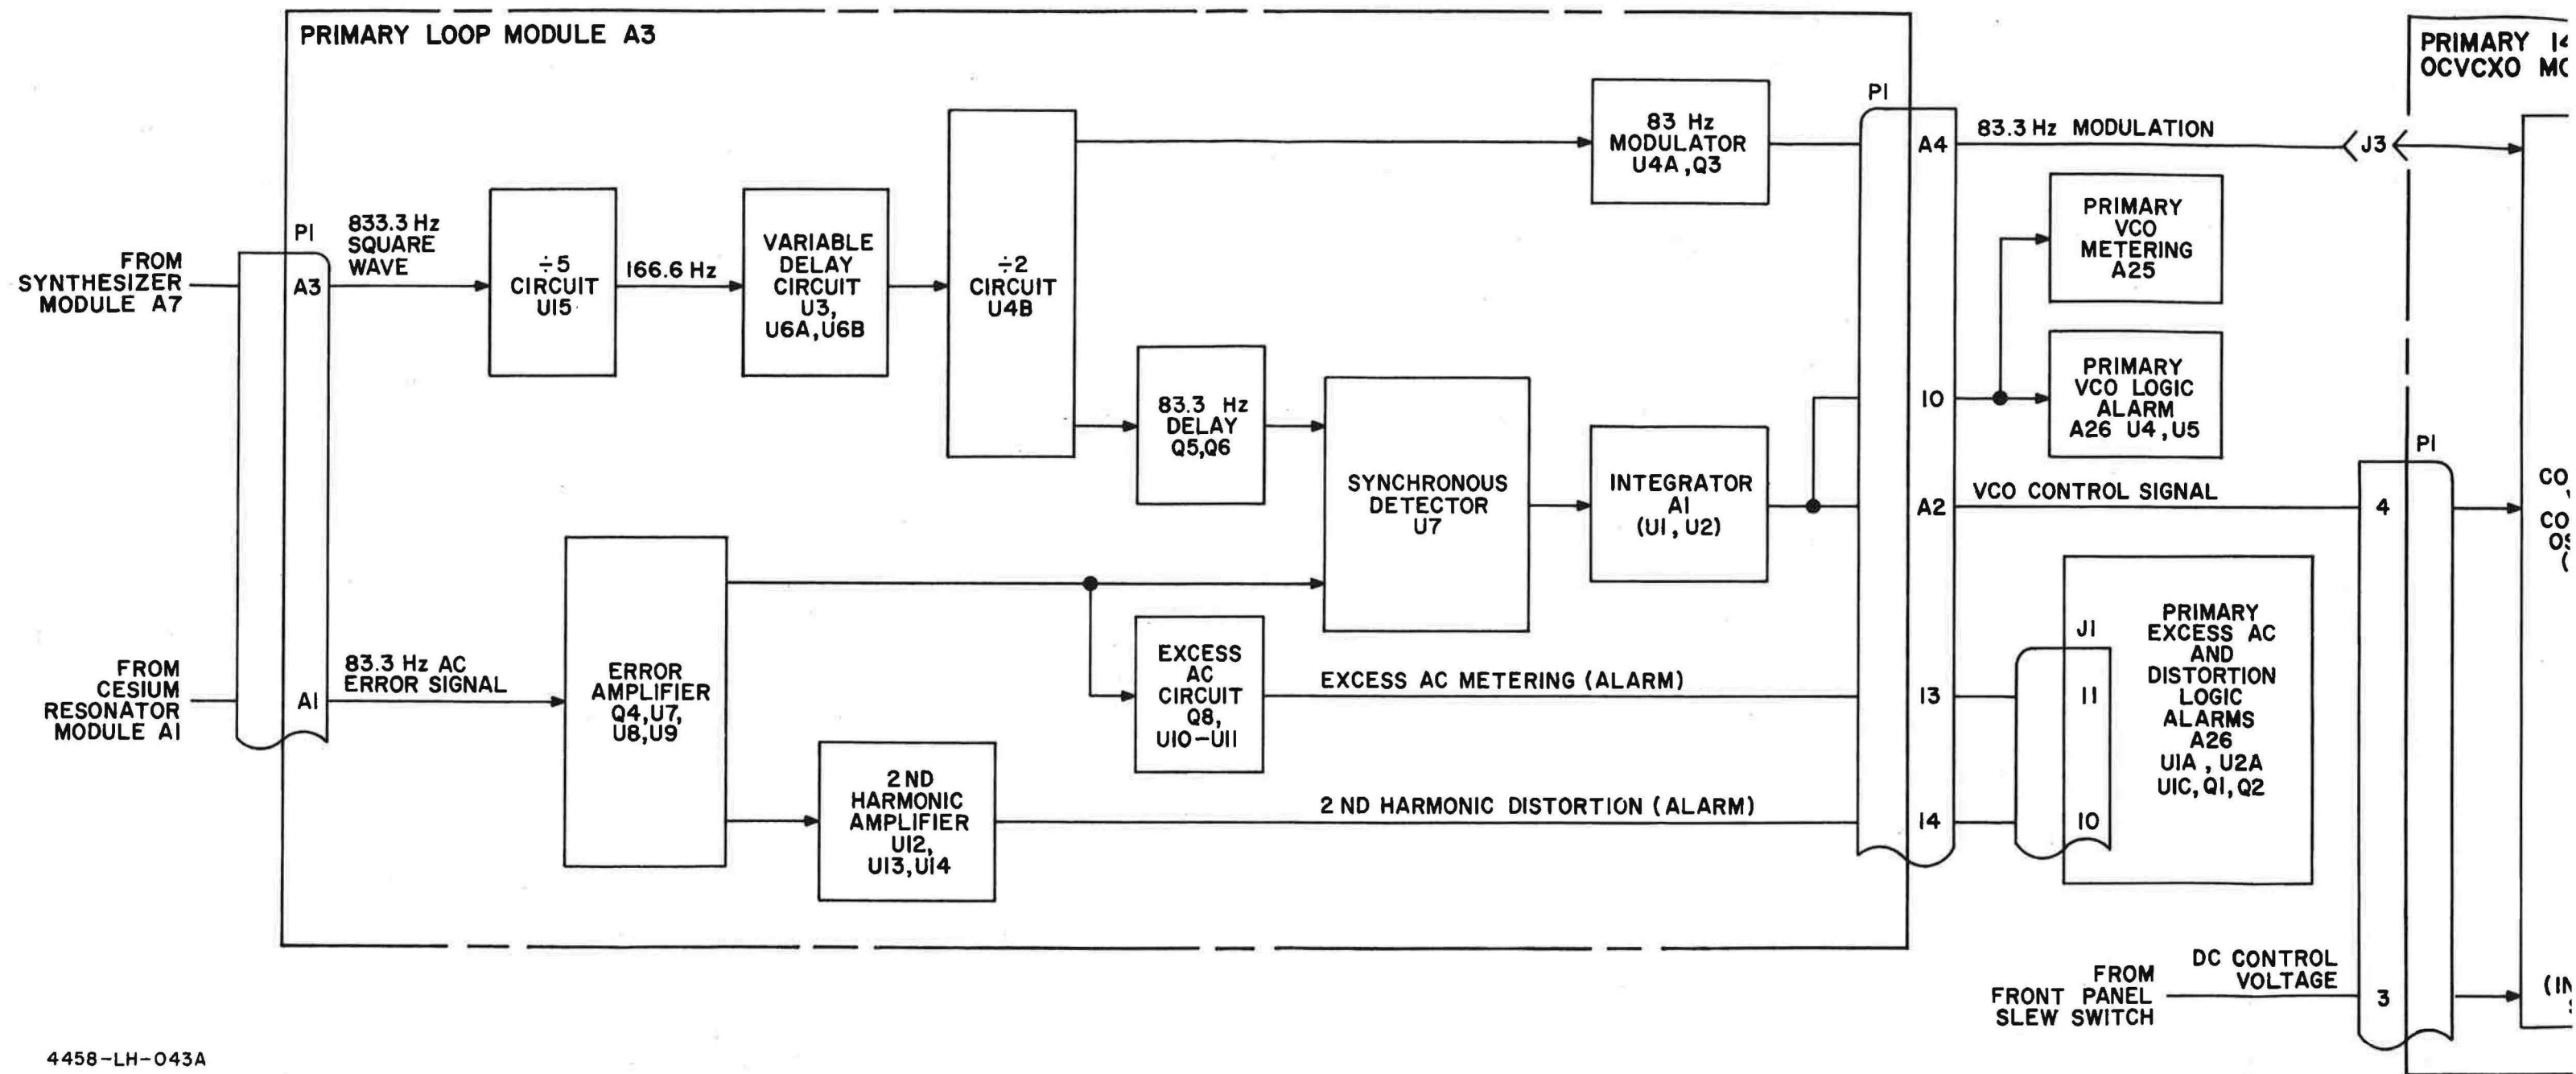 PRIMARY LOOP MODULE A3
P1
A3
FROM
SYNTHESIZER
MODULE A7
833.3 Hz
SQUARE
WAVE
÷5
CIRCUIT
U15
166.6 Hz
VARIABLE
DELAY
CIRCUIT
U3,
U6A,U6B
÷2
CIRCUIT
U4B
83 Hz
MODULATOR
U4A,Q3
83.3 Hz
DELAY
Q5,Q6
SYNCHRONOUS
DETECTOR
U7
INTEGRATOR
A1
(U1, U2)
FROM
CESIUM
RESONATOR
MODULE A1
A1
83.3 Hz AC
ERROR SIGNAL
ERROR
AMPLIFIER
Q4,U7,
U8,U9
EXCESS
AC
CIRCUIT
Q8,
U10-U11
EXCESS AC METERING (ALARM)
2ND
HARMONIC
AMPLIFIER
U12,
U13,U14
2ND HARMONIC DISTORTION (ALARM)
P1
A4
10
A2
13
14
83.3 Hz MODULATION
J3
PRIMARY
VCO
METERING
A25
PRIMARY
VCO LOGIC
ALARM
A26 U4,U5
VCO CONTROL SIGNAL
J1
11
10
PRIMARY
EXCESS AC
AND
DISTORTION
LOGIC
ALARMS
A26
U1A, U2A
U1C, Q1, Q2
FROM
FRONT PANEL
SLEW SWITCH
DC CONTROL
VOLTAGE
P1
4
3
PRIMARY
OCVCXO
4458-LH-043A